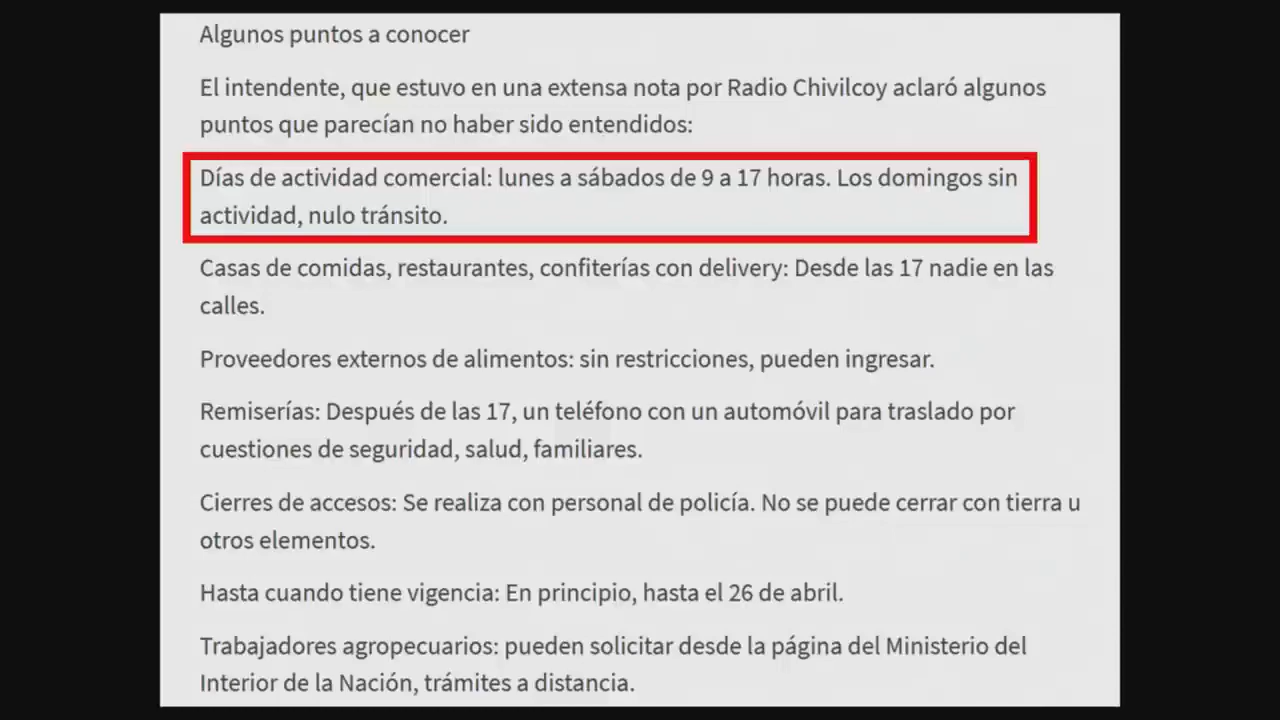 Algunos puntos a conocer
El intendente, que estuvo en una extensa nota por Radio Chivilcoy aclaró algunos
puntos que parecían no haber sido entendidos:
Días de actividad comercial: lunes a sábados de 9 a 17 horas. Los domingos sin
actividad, nulo tránsito.
Casas de comidas, restaurantes, confiterías con delivery: Desde las 17 nadie en las
calles.
Proveedores externos de alimentos: sin restricciones, pueden ingresar.
Remiserías: Después de las 17, un teléfono con un automóvil para traslado por
cuestiones de seguridad, salud, familiares.
Cierres de accesos: Se realiza con personal de policía. No se puede cerrar con tierra u
otros elementos.
Hasta cuando tiene vigencia: En principio, hasta el 26 de abril.
Trabajadores agropecuarios: pueden solicitar desde la página del Ministerio del
Interior de la Nación, trámites a distancia.